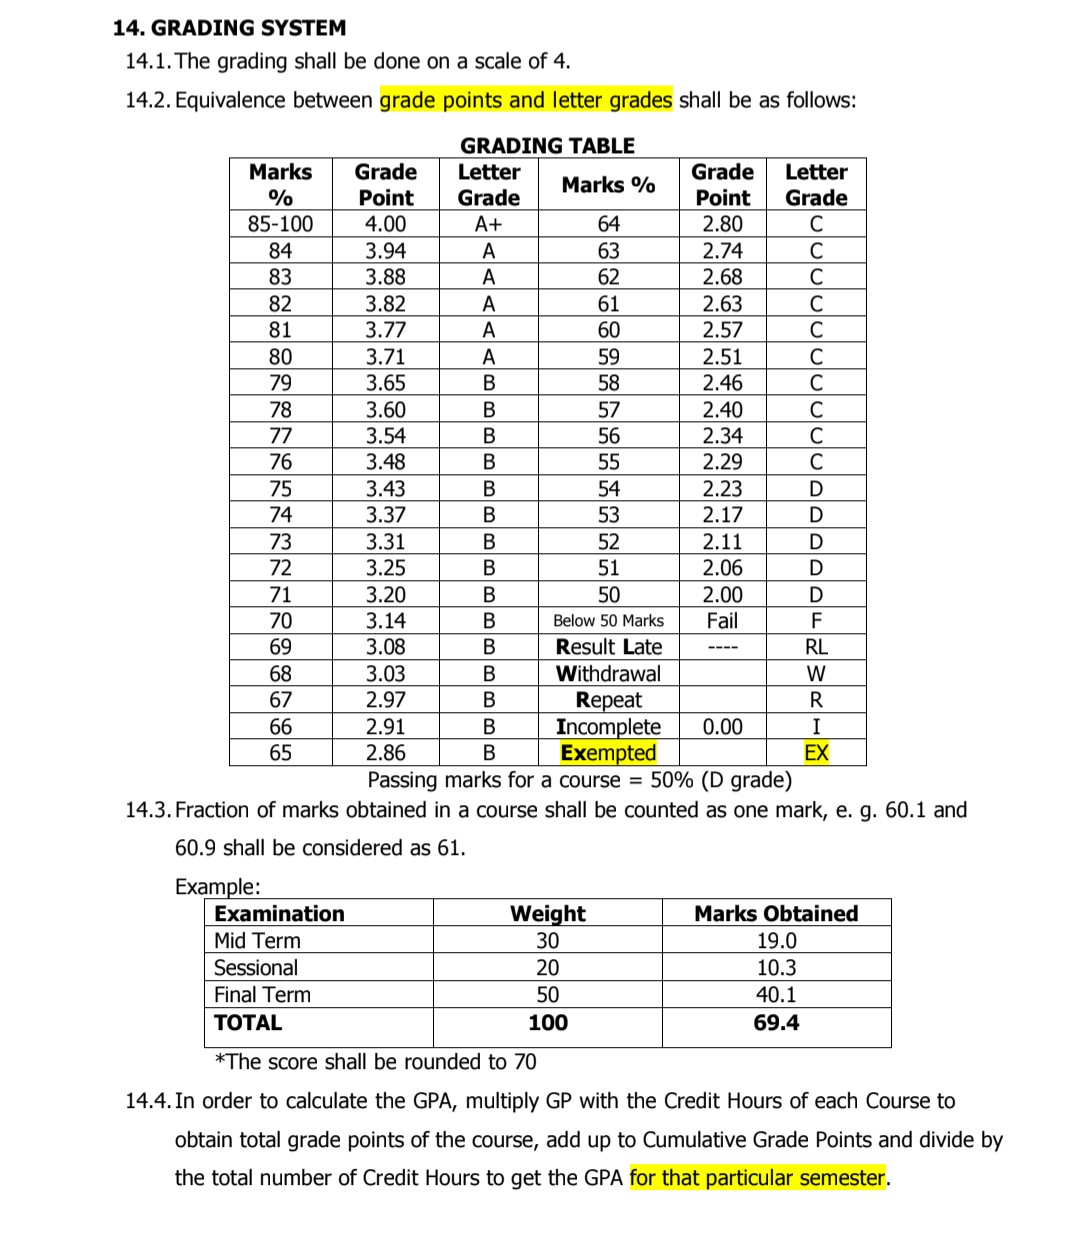 14. GRADING SYSTEM
14.1. The grading shall be done on a scale of 4.
14.2. Equivalence between grade points and letter grades shall be as follows:
GRADING TABLE
Marks % Grade Point Letter Grade Marks % Grade Point Letter Grade
85-100 4.00 A+ 64 2.80 C
84 3.94 A 63 2.74 C
83 3.88 A 62 2.68 C
82 3.82 A 61 2.63 C
81 3.77 A 60 2.57 C
80 3.71 A 59 2.51 C
79 3.65 B 58 2.46 C
78 3.60 B 57 2.40 C
77 3.54 B 56 2.34 C
76 3.48 B 55 2.29 C
75 3.43 B 54 2.23 D
74 3.37 B 53 2.17 D
73 3.31 B 52 2.11 D
72 3.25 B 51 2.06 D
71 3.20 B 50 2.00 D
70 3.14 B Below 50 Marks Fail F
69 3.08 B Result Late ---- RL
68 3.03 B Withdrawal W
67 2.97 B Repeat R
66 2.91 B Incomplete 0.00 I
65 2.86 B Exempted EX
Passing marks for a course = 50% (D grade)
14.3. Fraction of marks obtained in a course shall be counted as one mark, e. g. 60.1 and
60.9 shall be considered as 61.
Example:
Examination Weight Marks Obtained
Mid Term 30 19.0
Sessional 20 10.3
Final Term 50 40.1
TOTAL 100 69.4
*The score shall be rounded to 70
14.4. In order to calculate the GPA, multiply GP with the Credit Hours of each Course to
obtain total grade points of the course, add up to Cumulative Grade Points and divide by
the total number of Credit Hours to get the GPA for that particular semester.